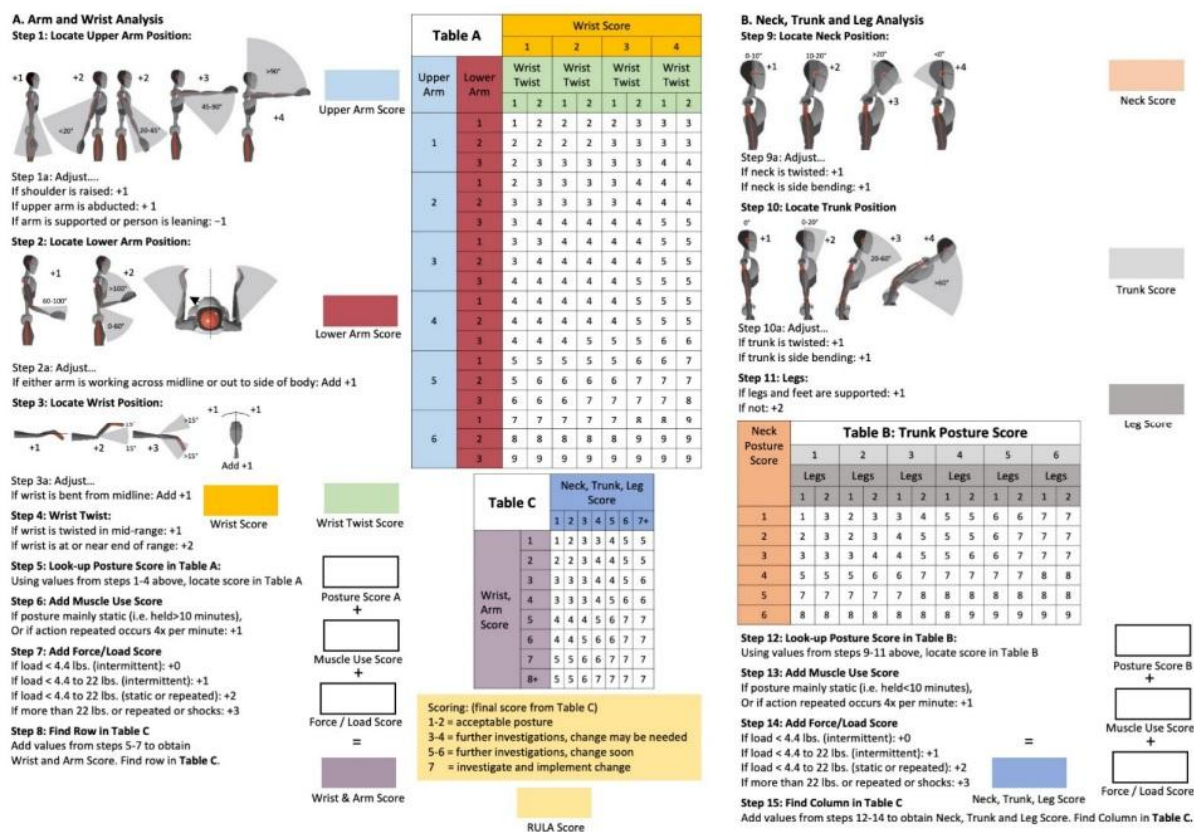 A. Arm and Wrist Analysis
Step 1: Locate Upper Arm Position:
+1
+2
+2
+3
>90°
+4
<20°
20-45°
45-90°
Upper Arm Score
Step 1a: Adjust....
If shoulder is raised: +1
If upper arm is abducted: + 1
If arm is supported or person is leaning: −1
Step 2: Locate Lower Arm Position:
+1
+2
60-100°
>100°
0-60°
Lower Arm Score
Step 2a: Adjust...
If either arm is working across midline or out to side of body: Add +1
Step 3: Locate Wrist Position:
+1
+2
15°
+3
>15°
>15°
+1 +1
Add +1
Step 3a: Adjust...
If wrist is bent from midline: Add +1
Wrist Score
Wrist Twist Score
Step 4: Wrist Twist:
If wrist is twisted in mid-range: +1
If wrist is at or near end of range: +2
Step 5: Look-up Posture Score in Table A:
Using values from steps 1-4 above, locate score in Table A
Posture Score A
+
Step 6: Add Muscle Use Score
If posture mainly static (i.e. held>10 minutes),
Or if action repeated occurs 4x per minute: +1
Muscle Use Score
+
Step 7: Add Force/Load Score
If load < 4.4 lbs. (intermittent): +0
If load < 4.4 to 22 lbs. (intermittent): +1
If load < 4.4 to 22 lbs. (static or repeated): +2
If more than 22 lbs. or repeated or shocks: +3
Force / Load Score
=
Step 8: Find Row in Table C
Add values from steps 5-7 to obtain
Wrist and Arm Score. Find row in Table C.
Wrist & Arm Score
Table A
Wrist Score
1 2 3 4
Upper Arm
Lower Arm
Wrist Twist Wrist Twist Wrist Twist Wrist Twist
1 2 1 2 1 2 1 2
1 1 1 2 2 2 2 3 3 3
2 2 2 2 2 3 3 3 3
3 2 3 3 3 3 3 4 4
2 1 2 3 3 3 3 4 4 4
2 3 3 3 3 3 4 4 4
3 3 4 4 4 4 4 5 5
3 1 3 3 4 4 4 4 5 5
2 3 4 4 4 4 4 5 5
3 4 4 4 4 4 5 5 5
4 1 4 4 4 4 4 5 5 5
2 4 4 4 4 4 5 5 5
3 4 4 4 5 5 5 6 6
5 1 5 5 5 5 5 6 6 7
2 5 6 6 6 6 7 7 7
3 6 6 6 7 7 7 7 8
6 1 7 7 7 7 7 8 8 9
2 8 8 8 8 8 9 9 9
3 9 9 9 9 9 9 9 9
Table C
Neck, Trunk, Leg Score
1 2 3 4 5 6 7+
Wrist, Arm Score
1 1 2 3 3 4 5 5
2 2 2 3 4 4 5 5
3 3 3 3 4 4 5 6
4 3 3 3 4 5 6 6
5 4 4 4 5 6 7 7
6 4 4 5 6 6 7 7
7 5 5 6 6 7 7 7
8+ 5 5 6 7 7 7 7
Scoring: (final score from Table C)
1-2 = acceptable posture
3-4 = further investigations, change may be needed
5-6 = further investigations, change soon
7 = investigate and implement change
RULA Score
B. Neck, Trunk and Leg Analysis
Step 9: Locate Neck Position:
0-10°
+1
10-20°
+2
>20°
+3
<0°
+4
Neck Score
Step 9a: Adjust...
If neck is twisted: +1
If neck is side bending: +1
Step 10: Locate Trunk Position
0°
+1
0-20°
+2
+3
20-60°
+4
>60°
Trunk Score
Step 10a: Adjust...
If trunk is twisted: +1
If trunk is side bending: +1
Step 11: Legs:
If legs and feet are supported: +1
If not: +2
Leg Score
Neck Posture Score
Table B: Trunk Posture Score
1 2 3 4 5 6
Legs Legs Legs Legs Legs Legs
1 2 1 2 1 2 1 2 1 2 1 2
1 1 3 2 3 3 4 5 5 6 6 7 7
2 2 3 2 3 4 5 5 5 6 7 7 7
3 3 3 3 4 4 5 5 6 6 7 7 7
4 5 5 5 6 6 7 7 7 7 7 8 8
5 7 7 7 7 7 8 8 8 8 8 8 8
6 8 8 8 8 8 8 8 9 9 9 9 9
Step 12: Look-up Posture Score in Table B:
Using values from steps 9-11 above, locate score in Table B
Posture Score B
+
Step 13: Add Muscle Use Score
If posture mainly static (i.e. held<10 minutes),
Or if action repeated occurs 4x per minute: +1
Muscle Use Score
+
Step 14: Add Force/Load Score
If load < 4.4 lbs. (intermittent): +0
If load < 4.4 to 22 lbs. (intermittent): +1
If load < 4.4 to 22 lbs. (static or repeated): +2
If more than 22 lbs. or repeated or shocks: +3
=
Neck, Trunk, Leg Score
Force / Load Score
Step 15: Find Column in Table C
Add values from steps 12-14 to obtain Neck, Trunk and Leg Score. Find Column in Table C.